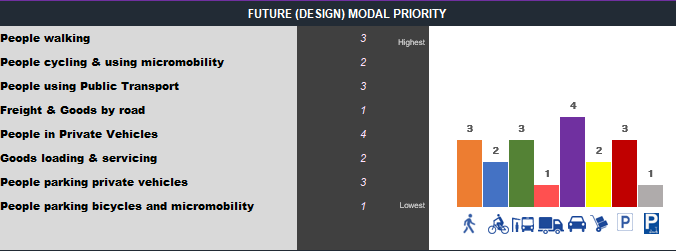 FUTURE (DESIGN) MODAL PRIORITY
People walking 3 Highest
People cycling & using micromobility 2
People using Public Transport 3
Freight & Goods by road 1
People in Private Vehicles 4
Goods loading & servicing 2
People parking private vehicles 3
People parking bicycles and micromobility 1 Lowest
3 2 3 1 4 2 3 1
P P